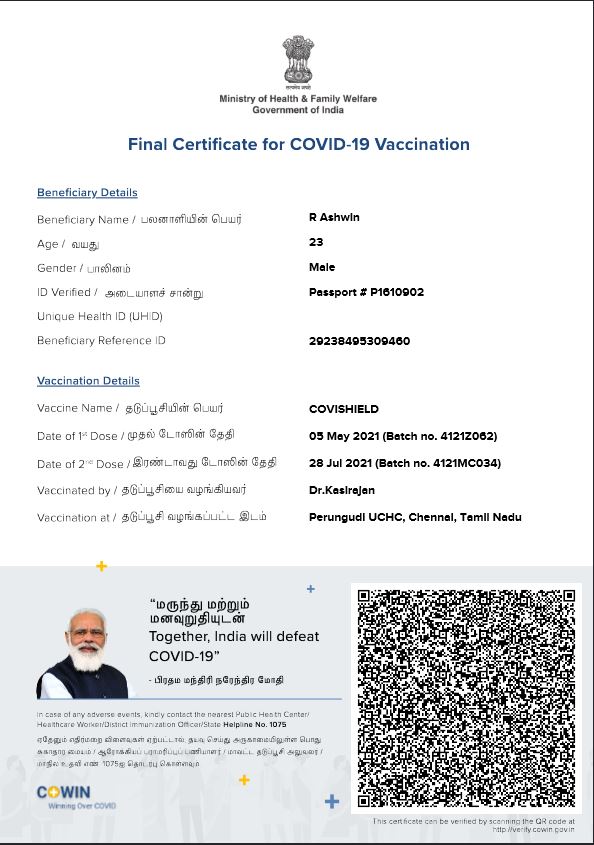 सत्यमेव जयते
Ministry of Health & Family Welfare
Government of India
Final Certificate for COVID-19 Vaccination
Beneficiary Details
Beneficiary Name / பலனாளியின் பெயர் R Ashwin
Age / வயது 23
Gender / பாலினம் Male
ID Verified / அடையாளச் சான்று Passport # P1610902
Unique Health ID (UHID)
Beneficiary Reference ID 29238495309460
Vaccination Details
Vaccine Name / தடுப்பூசியின் பெயர் COVISHIELD
Date of 1st Dose / முதல் டோஸின் தேதி 05 May 2021 (Batch no. 4121Z062)
Date of 2nd Dose / இரண்டாவது டோஸின் தேதி 28 Jul 2021 (Batch no. 4121MC034)
Vaccinated by / தடுப்பூசியை வழங்கியவர் Dr.Kasirajan
Vaccination at / தடுப்பூசி வழங்கப்பட்ட இடம் Perungudi UCHC, Chennai, Tamil Nadu
“மருந்து மற்றும்
மனவுறுதியுடன்
Together, India will defeat
COVID-19”
- பிரதம மந்திரி நரேந்திர மோதி
In case of any adverse events, kindly contact the nearest Public Health Center/
Healthcare Worker/District Immunization Officer/State Helpline No. 1075
ஏதேனும் எதிர்மறை விளைவுகள் ஏற்பட்டால், தயவு செய்து அருகாமையிலுள்ள பொது
சுகாதார மையம் / ஆரோக்கியப் பராமரிப்புப் பணியாளர் / மாவட்ட தடுப்பூசி அலுவலர் /
மாநில உதவி எண் 1075ஐ தொடர்பு கொள்ளவும்
COWIN
Winning Over COVID
This certificate can be verified by scanning the QR code at
http://verify.cowin.gov.in